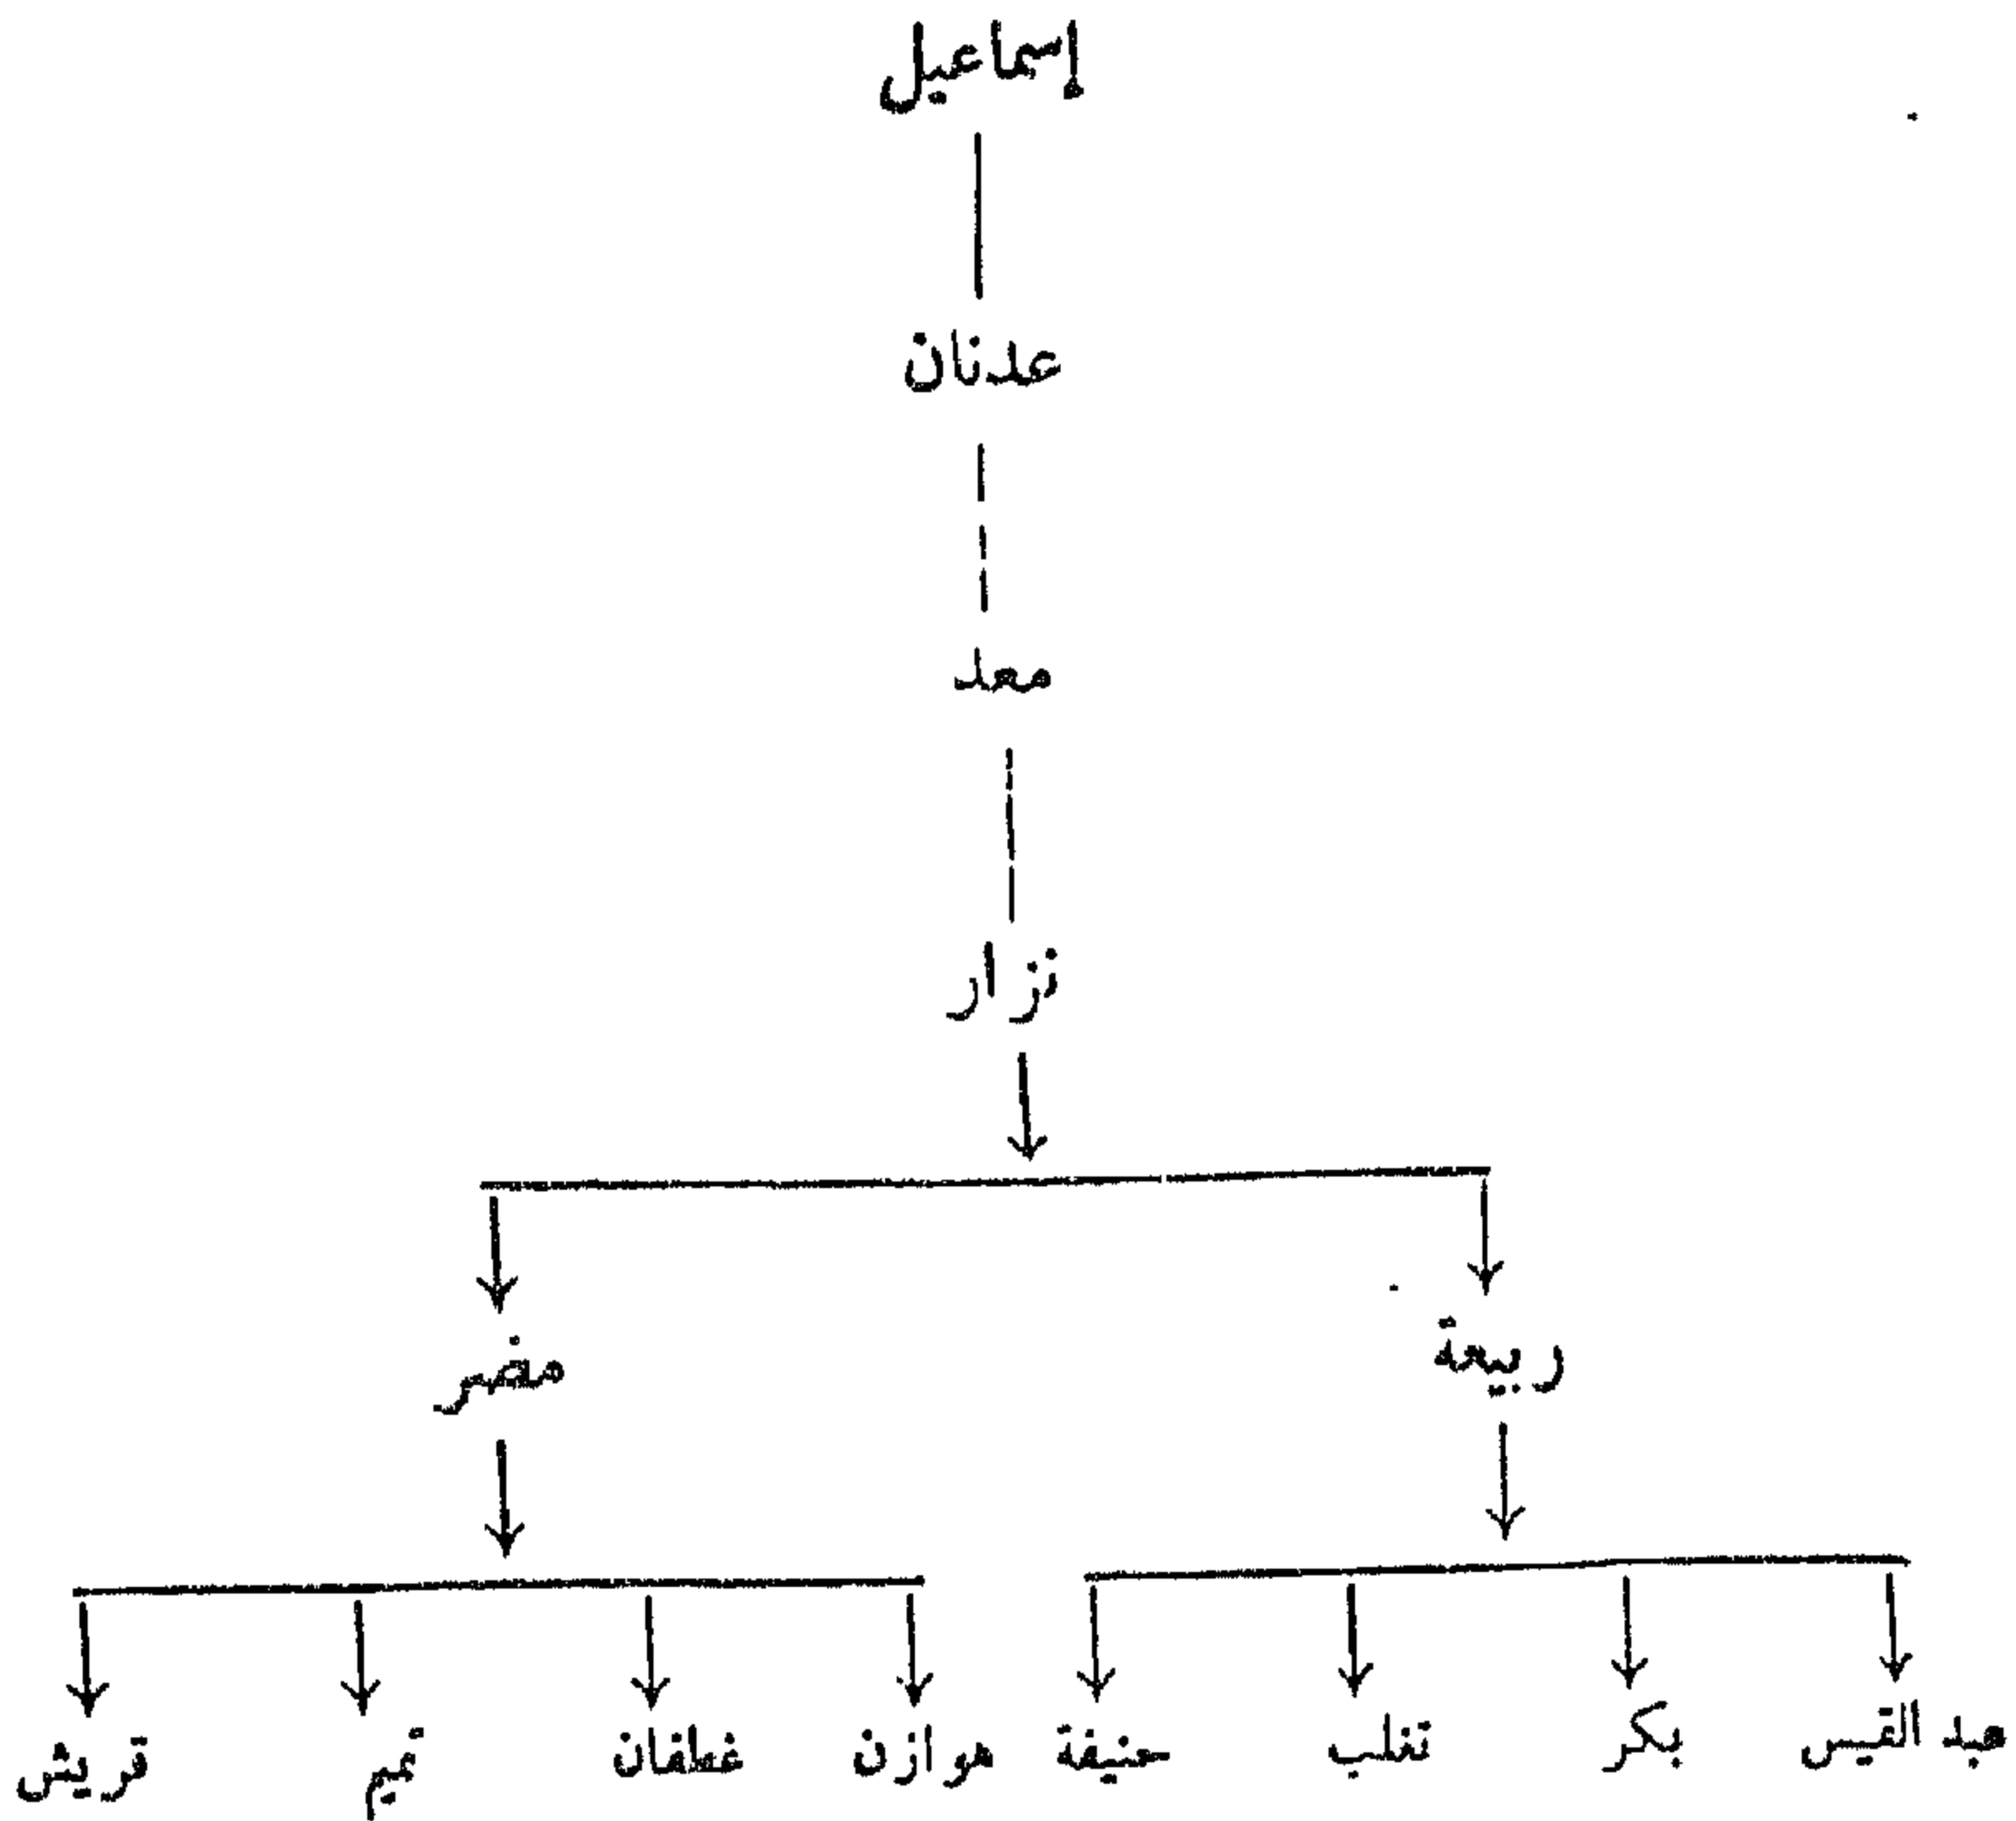 إسماعيل
عدنان
معد
نزار
ربيعة مضر
عبد القيس بكر تغلب حنيفة هوازن غطفان تميم قريش